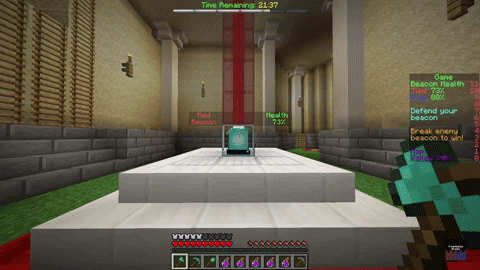 Time Remaining: 21:37
Red Health
Beacon: 73%
Game
Beacon Health
Red: 73%
Defend your
beacon
Break enemy
beacon to win!